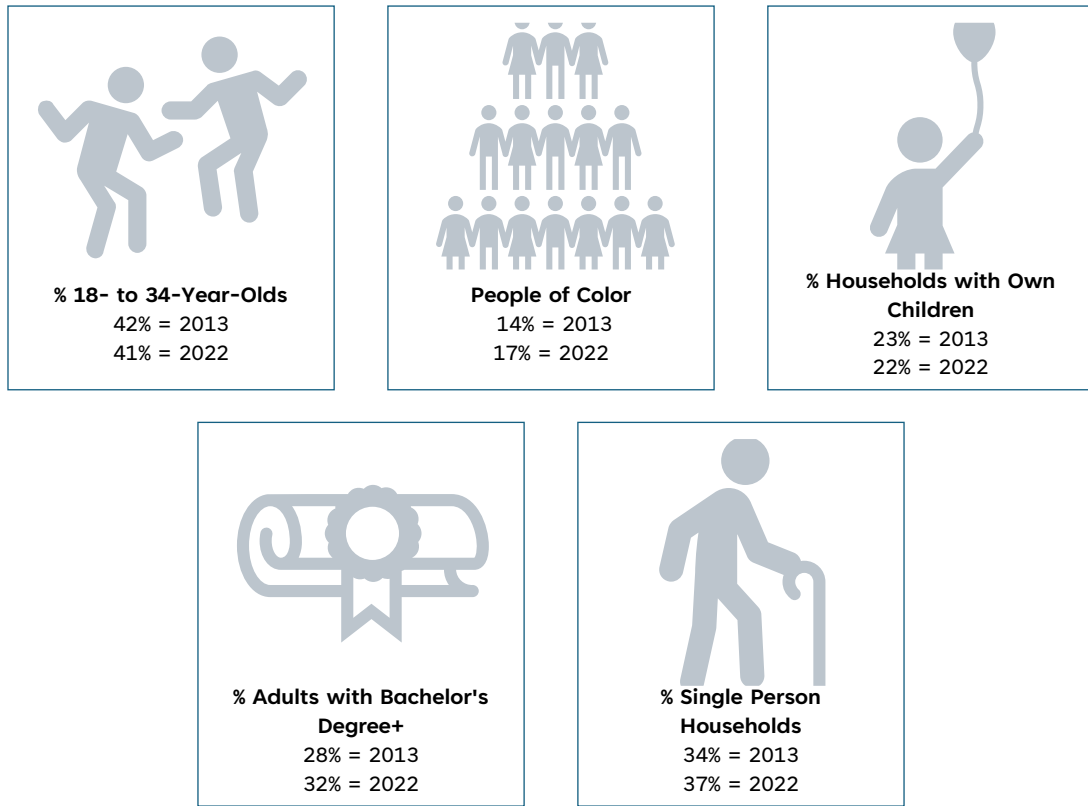 % 18- to 34-Year-Olds
42% = 2013
41% = 2022
People of Color
14% = 2013
17% = 2022
% Households with Own
Children
23% = 2013
22% = 2022
% Adults with Bachelor's
Degree+
28% = 2013
32% = 2022
% Single Person
Households
34% = 2013
37% = 2022